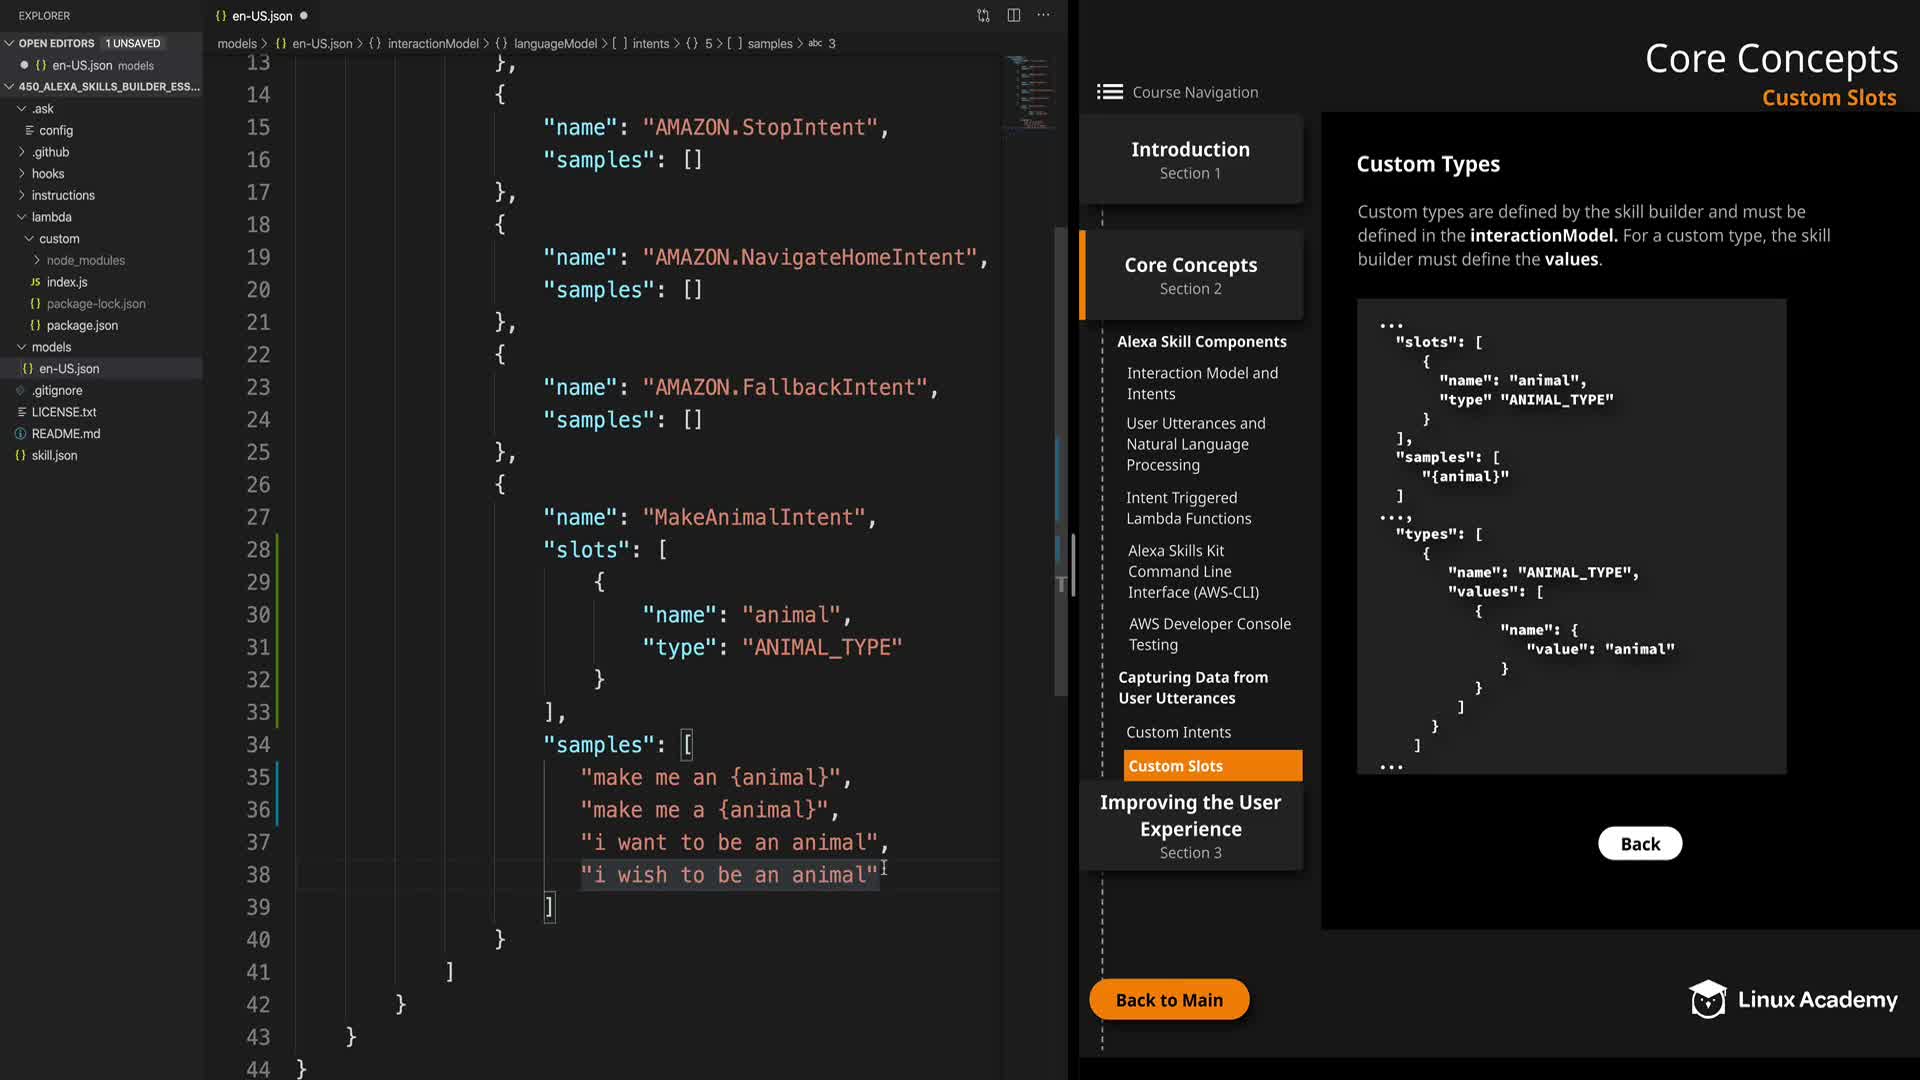 EXPLORER
OPEN EDITORS 1 UNSAVED
{} en-US.json models
450_ALEXA_SKILLS_BUILDER_ESS...
.ask
config
.github
hooks
instructions
lambda
custom
node_modules
JS index.js
{} package-lock.json
{} package.json
models
{} en-US.json
.gitignore
LICENSE.txt
README.md
{} skill.json
{} en-US.json
models > {} en-US.json > {} interactionModel > {} languageModel > [ ] intents > {} 5 > [ ] samples > abc 3
13 },
14 {
15 "name": "AMAZON.StopIntent",
16 "samples": []
17 },
18 {
19 "name": "AMAZON.NavigateHomeIntent",
20 "samples": []
21 },
22 {
23 "name": "AMAZON.FallbackIntent",
24 "samples": []
25 },
26 {
27 "name": "MakeAnimalIntent",
28 "slots": [
29 {
30 "name": "animal",
31 "type": "ANIMAL_TYPE"
32 }
33 ],
34 "samples": [
35 "make me an {animal}",
36 "make me a {animal}",
37 "i want to be an animal",
38 "i wish to be an animal"
39 ]
40 }
41 ]
42 }
43 }
44 }
Core Concepts
Custom Slots
Course Navigation
Introduction
Section 1
Core Concepts
Section 2
Alexa Skill Components
Interaction Model and
Intents
User Utterances and
Natural Language
Processing
Intent Triggered
Lambda Functions
Alexa Skills Kit
Command Line
Interface (AWS-CLI)
AWS Developer Console
Testing
Capturing Data from
User Utterances
Custom Intents
Custom Slots
Improving the User
Experience
Section 3
Back to Main
Custom Types
Custom types are defined by the skill builder and must be
defined in the interactionModel. For a custom type, the skill
builder must define the values.
...
"slots": [
{
"name": "animal",
"type" "ANIMAL_TYPE"
}
],
"samples": [
"{animal}"
]
...,
"types": [
{
"name": "ANIMAL_TYPE",
"values": [
{
"name": {
"value": "animal"
}
}
]
}
]
...
Back
Linux Academy